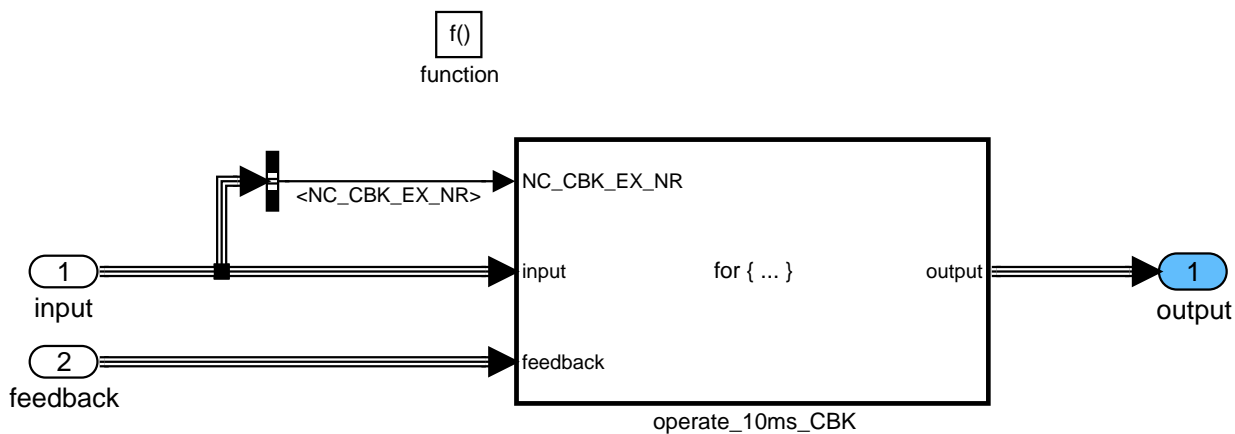 f()
function
NC_CBK_EX_NR
<NC_CBK_EX_NR>
1
input
input
for { ... }
output
1
output
2
feedback
feedback
operate_10ms_CBK